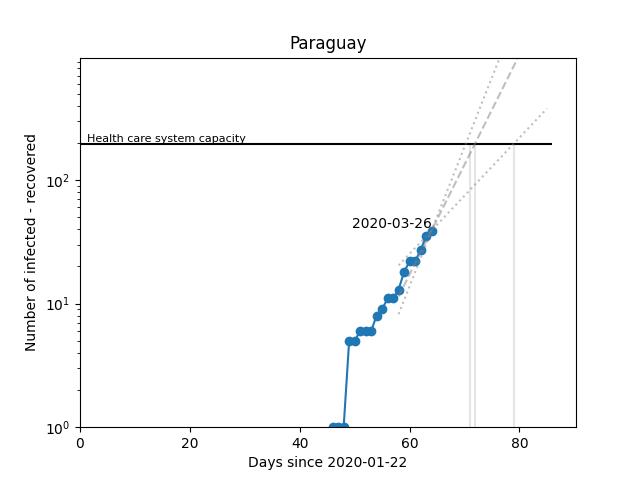 Paraguay
Number of infected - recovered
10²
10¹
10⁰
Health care system capacity
2020-03-26
0 20 40 60 80
Days since 2020-01-22